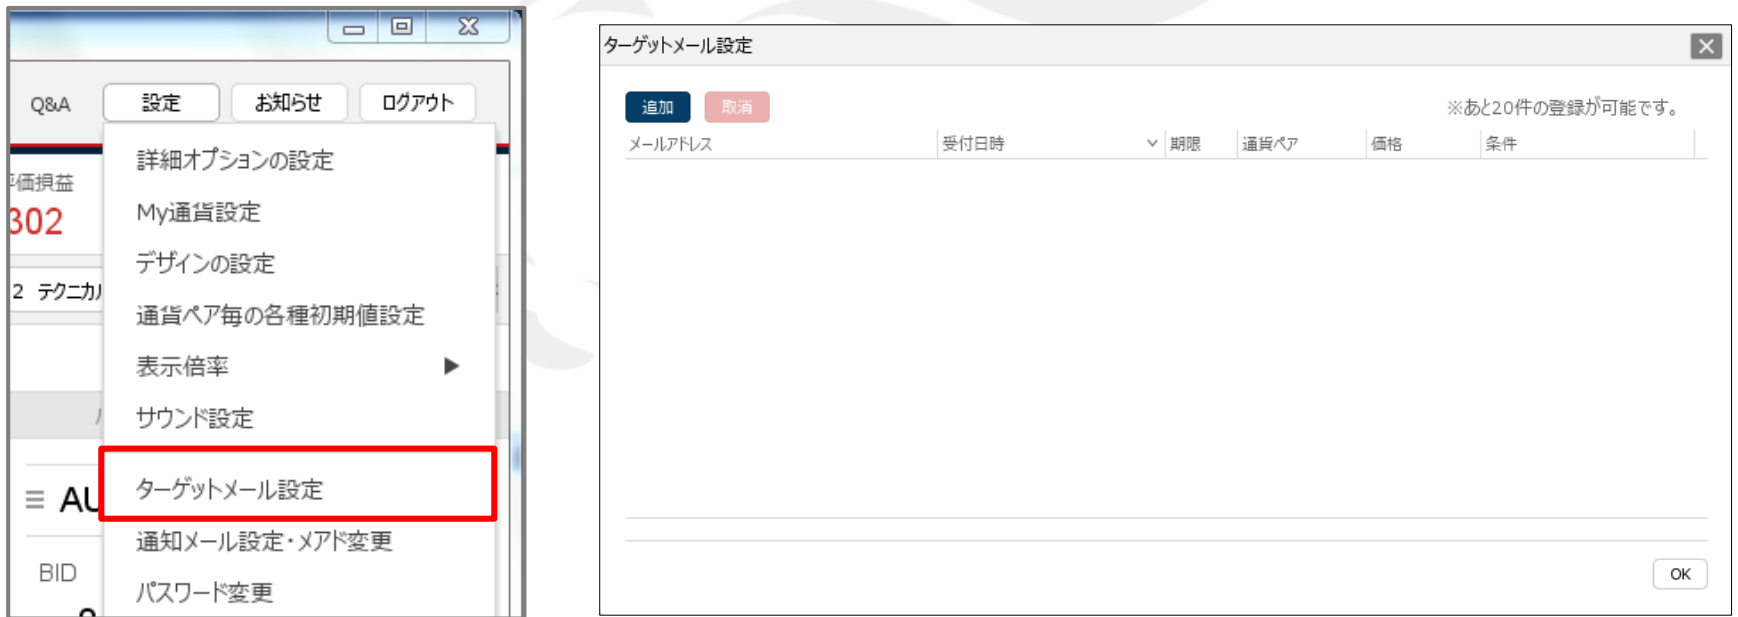 Q&A 設定 お知らせ ログアウト
詳細オプションの設定
評価損益
My通貨設定
302
デザインの設定
2 テクニカル
通貨ペア毎の各種初期値設定
表示倍率 ▶
サウンド設定
ターゲットメール設定
≡ AU
通知メール設定・メアド変更
BID
パスワード変更
ターゲットメール設定
追加 取消 ※あと20件の登録が可能です。
メールアドレス 受付日時 期限 通貨ペア 価格 条件
OK